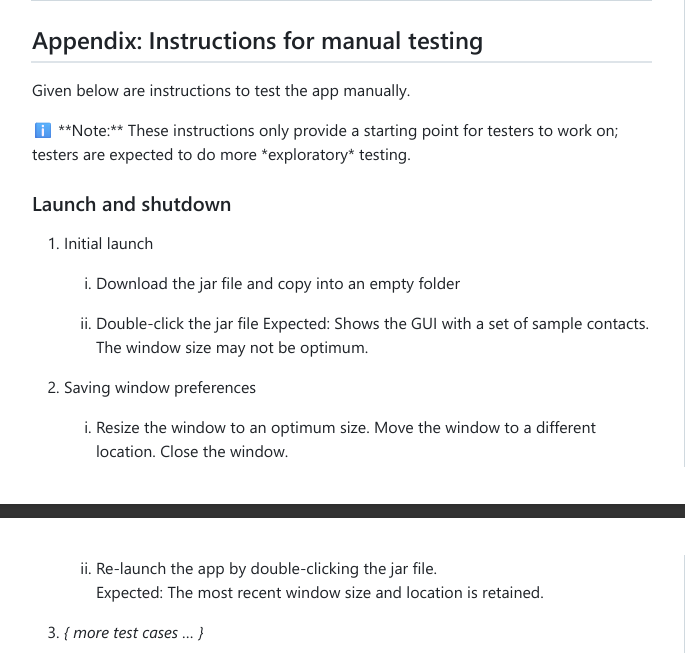 Appendix: Instructions for manual testing
Given below are instructions to test the app manually.
ℹ️ **Note:** These instructions only provide a starting point for testers to work on;
testers are expected to do more *exploratory* testing.
Launch and shutdown
1. Initial launch
i. Download the jar file and copy into an empty folder
ii. Double-click the jar file Expected: Shows the GUI with a set of sample contacts.
The window size may not be optimum.
2. Saving window preferences
i. Resize the window to an optimum size. Move the window to a different
location. Close the window.
ii. Re-launch the app by double-clicking the jar file.
Expected: The most recent window size and location is retained.
3. { more test cases … }